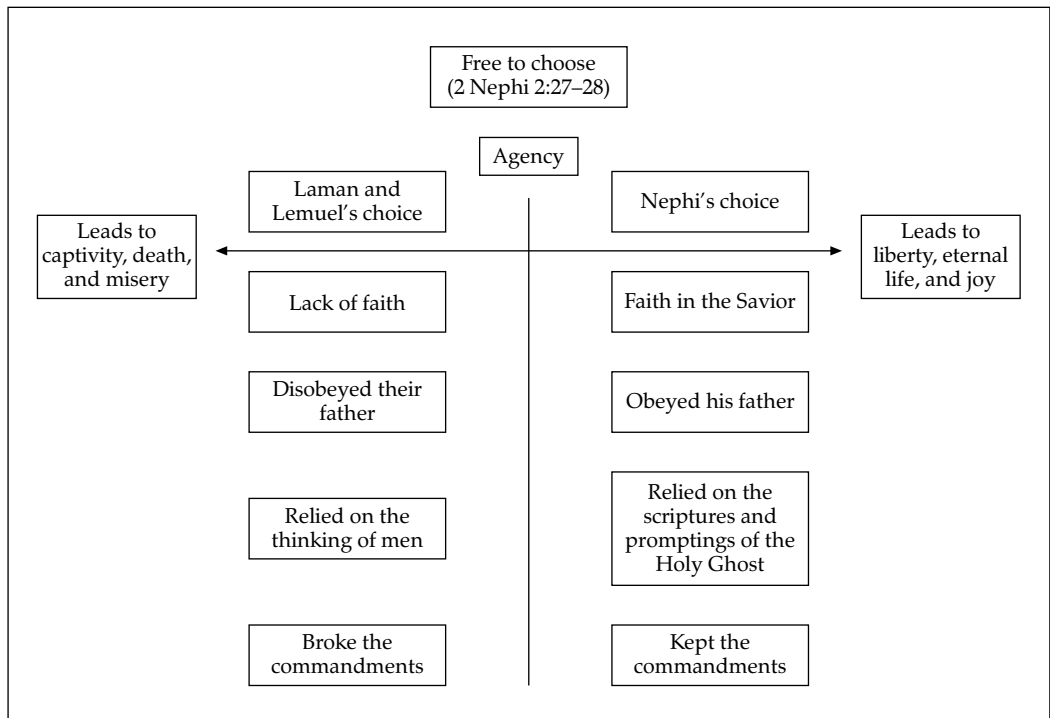 Free to choose
(2 Nephi 2:27–28)
Agency
Laman and
Lemuel’s choice
Nephi’s choice
Leads to
captivity, death,
and misery
Leads to
liberty, eternal
life, and joy
Lack of faith
Faith in the Savior
Disobeyed their
father
Obeyed his father
Relied on the
thinking of men
Relied on the
scriptures and
promptings of the
Holy Ghost
Broke the
commandments
Kept the
commandments